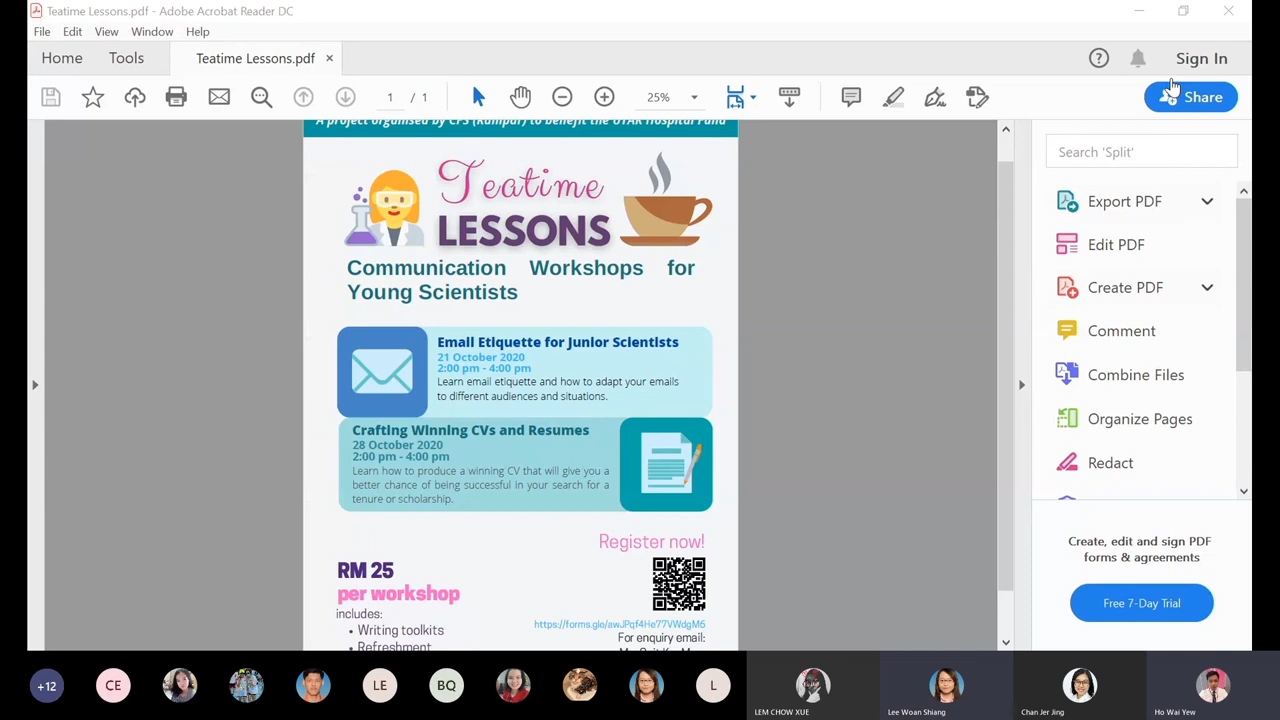 Teatime Lessons.pdf - Adobe Acrobat Reader DC
File Edit View Window Help
Home Tools Teatime Lessons.pdf × Sign In
1 / 1 25% Share
A project organised by CFS (Kampar) to benefit the UTAR Hospital Fund
Teatime
LESSONS
Communication Workshops for
Young Scientists
Email Etiquette for Junior Scientists
21 October 2020
2:00 pm - 4:00 pm
Learn email etiquette and how to adapt your emails
to different audiences and situations.
Crafting Winning CVs and Resumes
28 October 2020
2:00 pm - 4:00 pm
Learn how to produce a winning CV that will give you a
better chance of being successful in your search for a
tenure or scholarship.
Register now!
RM 25
per workshop
includes:
• Writing toolkits
• Refreshment
https://forms.gle/awJPqf4He77VWdgM6
For enquiry email:
Search 'Split'
Export PDF
Edit PDF
Create PDF
Comment
Combine Files
Organize Pages
Redact
Create, edit and sign PDF
forms & agreements
Free 7-Day Trial
+12 CE LE BQ L
LEM CHOW XUE Lee Woan Shiang Chan Jer Jing Ho Wai Yew